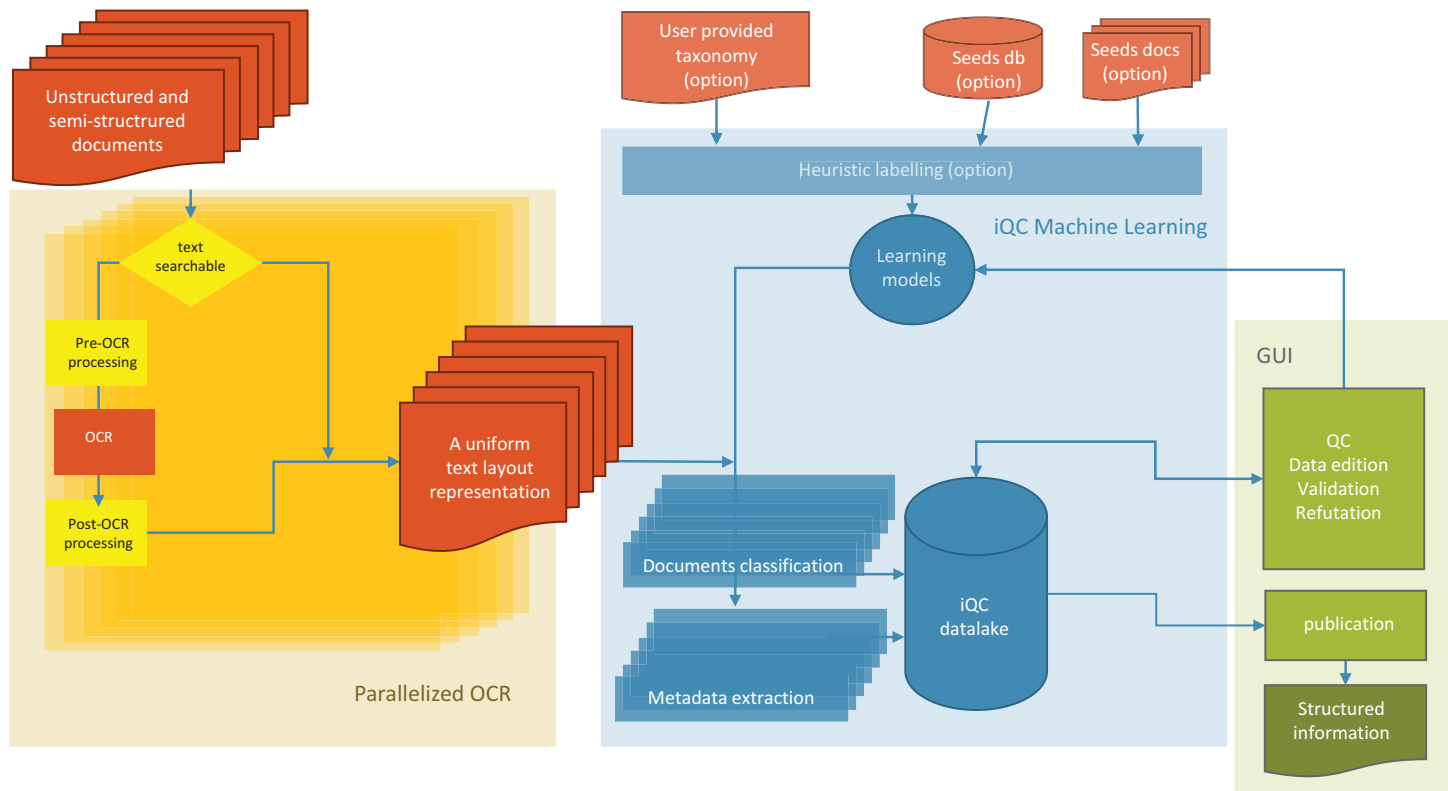 Unstructured and
semi-structrured
documents
text
searchable
Pre-OCR
processing
OCR
Post-OCR
processing
Parallelized OCR
A uniform
text layout
representation
User provided
taxonomy
(option)
Seeds db
(option)
Seeds docs
(option)
Heuristic labelling (option)
iQC Machine Learning
Learning
models
Documents classification
Metadata extraction
iQC
datalake
GUI
QC
Data edition
Validation
Refutation
publication
Structured
information